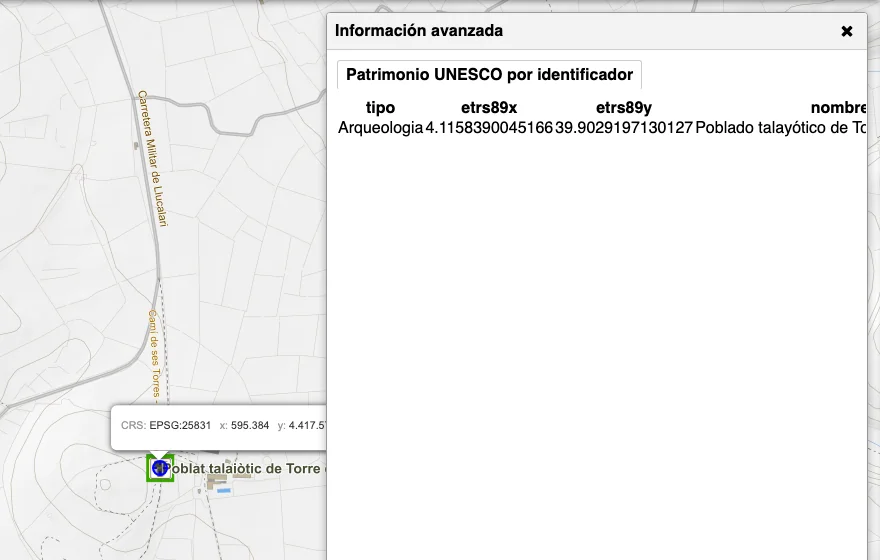 Información avanzada
Patrimonio UNESCO por identificador
tipo etrs89x etrs89y nombre
Arqueologia 4.1158390045166 39.9029197130127 Poblado talayótico de To
Carretera Militar de Llucalari
Camí de ses Torres -
CRS: EPSG:25831 x: 595.384 y: 4.417.5
Poblat talaiòtic de Torre